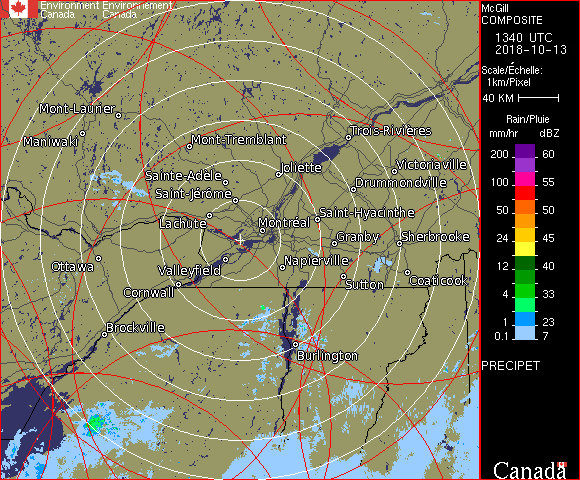 Environment Environnement
Canada Canada
McGill
COMPOSITE
1340 UTC
2018-10-13
Scale/Échelle:
1km/Pixel
40 KM
Rain/Pluie
mm/hr dBZ
200 60
100 55
50 50
24 45
12 40
4 33
1 23
0.1 7
PRECIPET
Canada
Mont-Laurier
Maniwaki
Mont-Tremblant
Trois-Rivières
Joliette
Victoriaville
Sainte-Adèle
Drummondville
Saint-Jérôme
Lachute
Montréal
Saint-Hyacinthe
Granby
Sherbrooke
Ottawa
Valleyfield
Napierville
Cornwall
Sutton
Coaticook
Brockville
Burlington